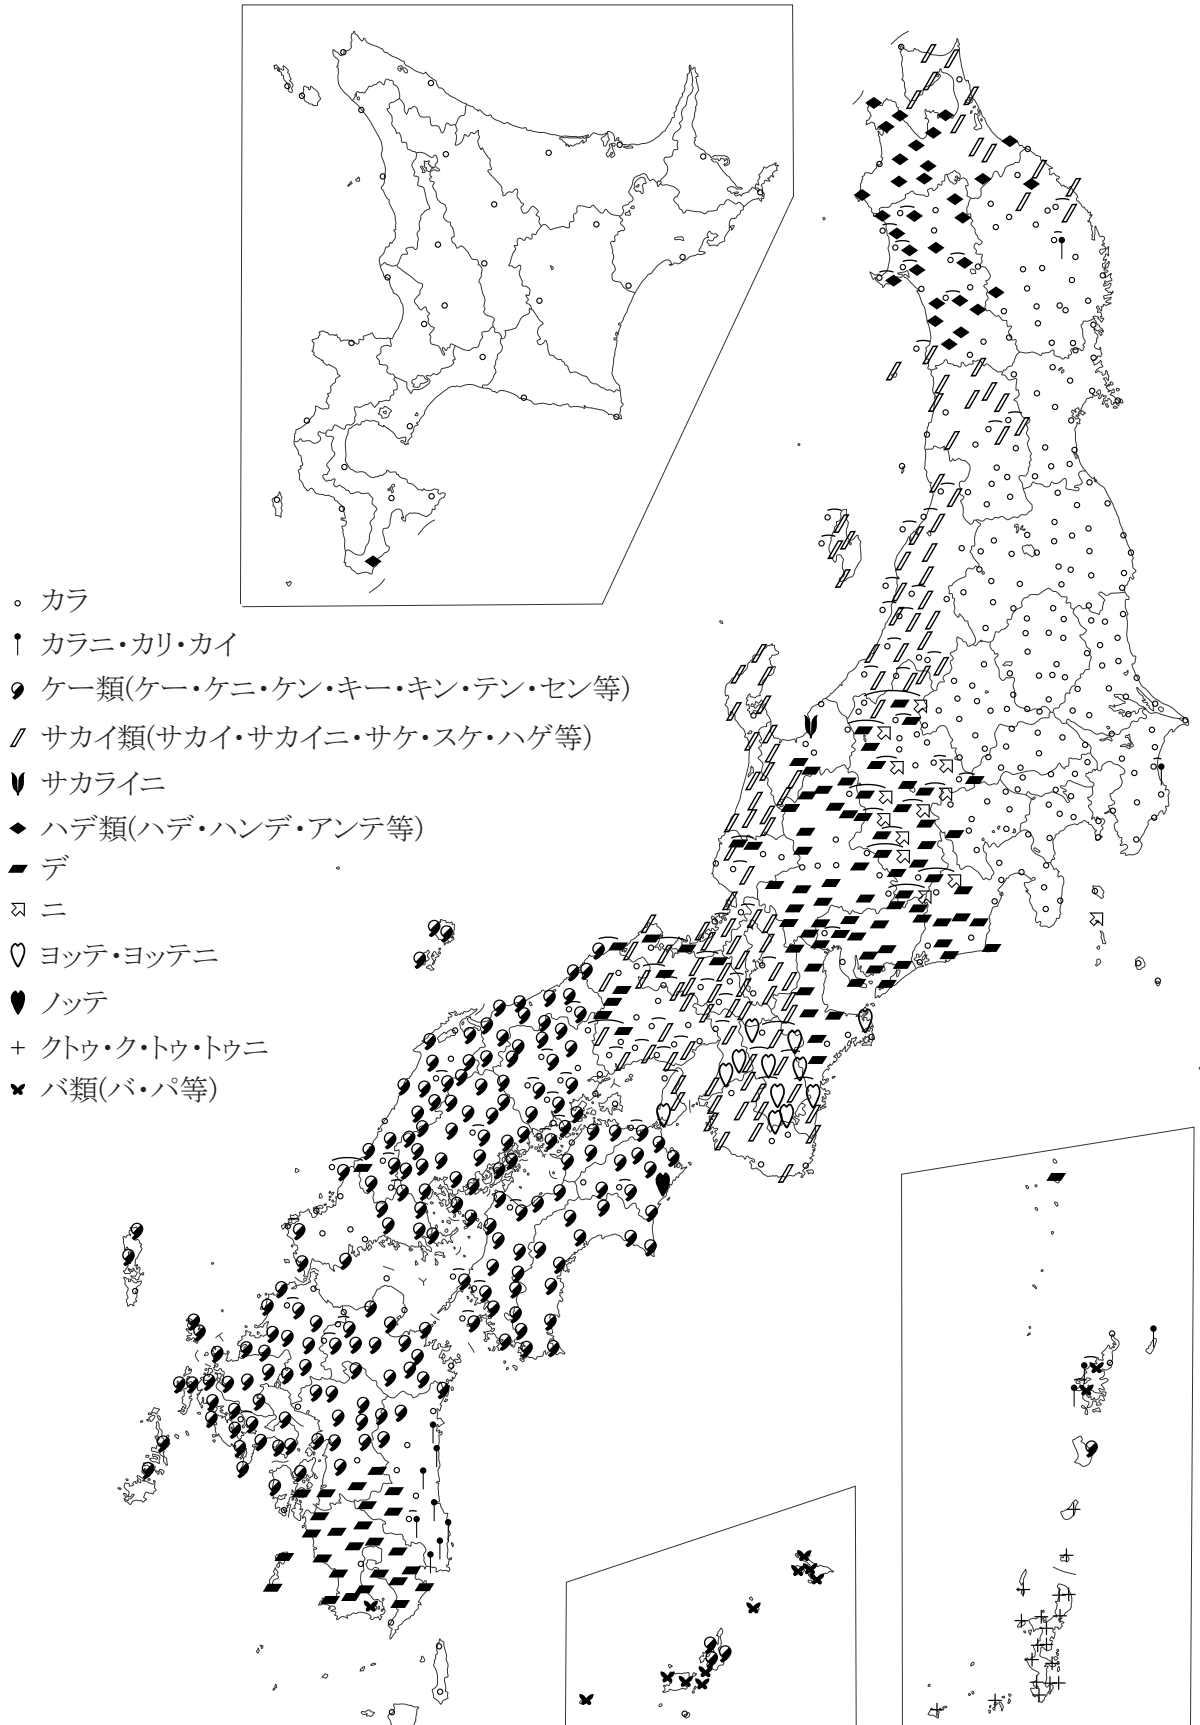 カラ
カラニ・カリ・カイ
ケー類(ケー・ケニ・ケン・キー・キン・テン・セン等)
サカイ類(サカイ・サカイニ・サケ・スケ・ハゲ等)
サカライニ
ハデ類(ハデ・ハンデ・アンテ等)
デ
ニ
ヨッテ・ヨッテニ
ノッテ
クトゥ・ク・トゥ・トゥニ
バ類(バ・パ等)